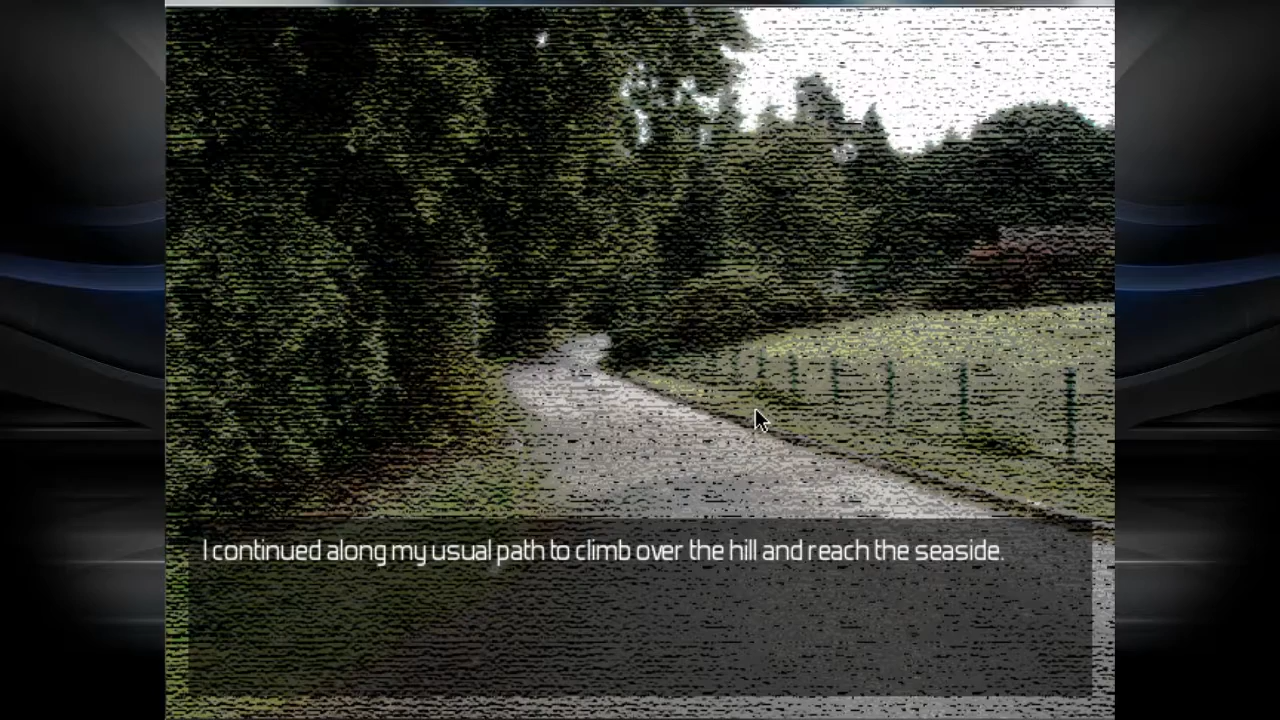 I continued along my usual path to climb over the hill and reach the seaside.